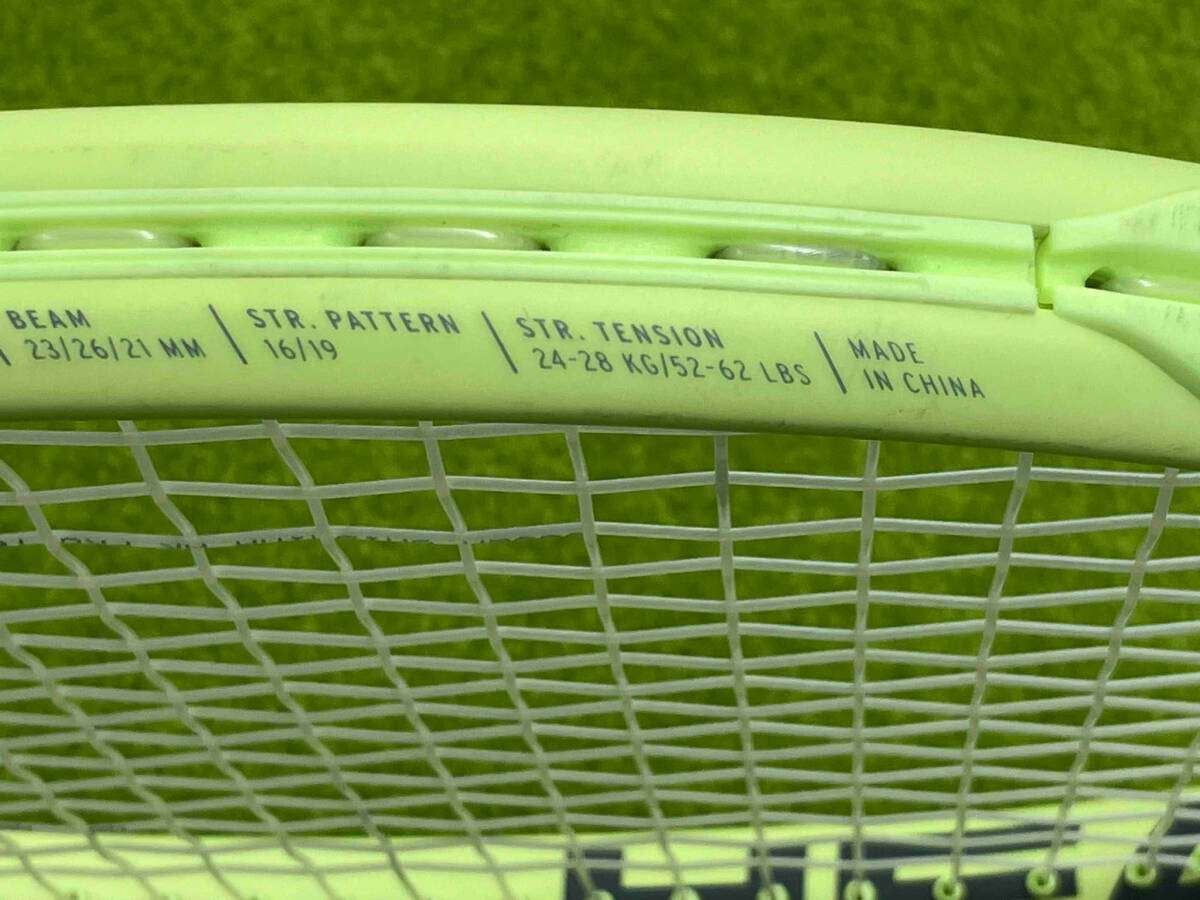 BEAM
23/26/21 MM
STR. PATTERN
16/19
STR. TENSION
24-28 KG/52-62 LBS
MADE
IN CHINA